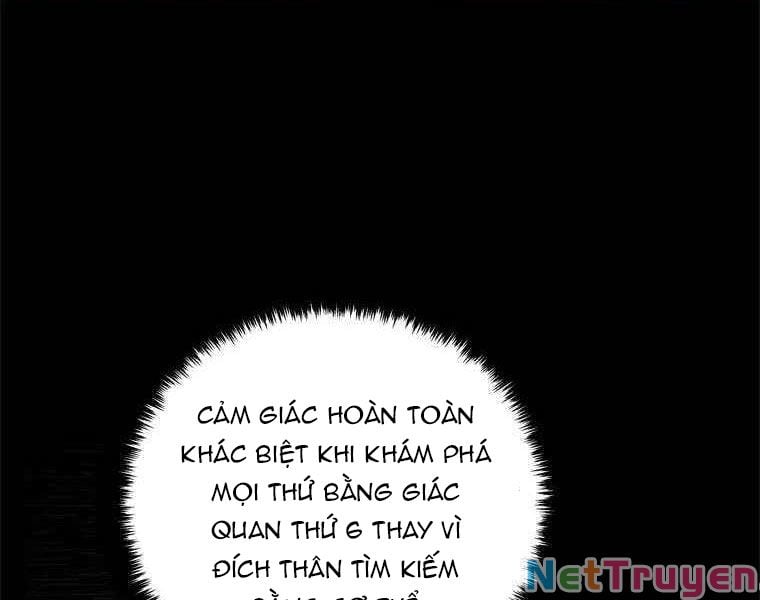 CẢM GIÁC HOÀN TOÀN
KHÁC BIỆT KHI KHÁM PHÁ
MỌI THỨ BẰNG GIÁC
QUAN THỨ 6 THAY VÌ
ĐÍCH THÂN TÌM KIẾM
NetTruyen